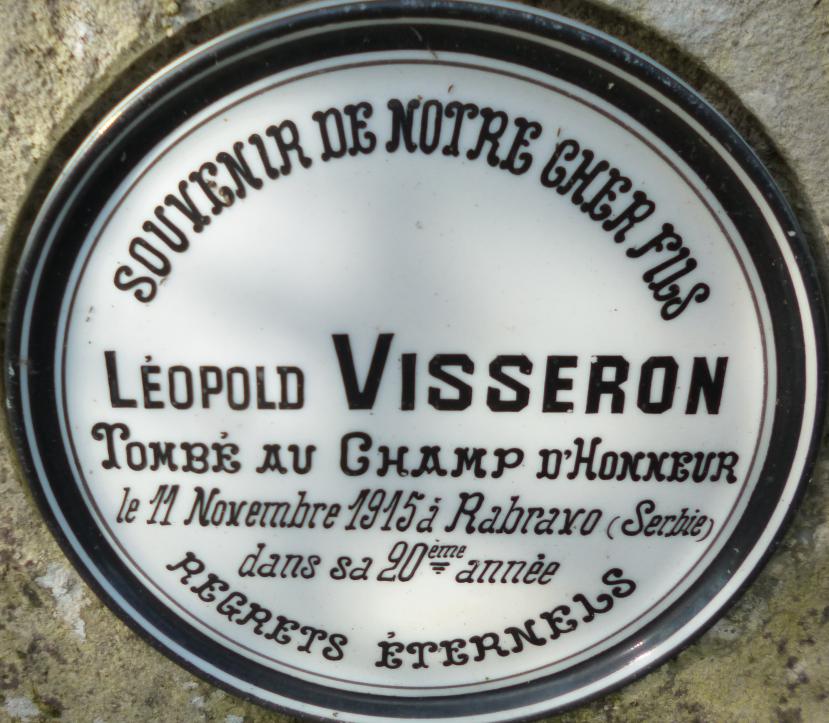 SOUVENIR DE NOTRE CHER FILS
LÉOPOLD VISSERON
TOMBÉ AU CHAMP D'HONNEUR
le 11 Novembre 1915 à Rabravo (Serbie)
dans sa 20ème année
REGRETS ÉTERNELS